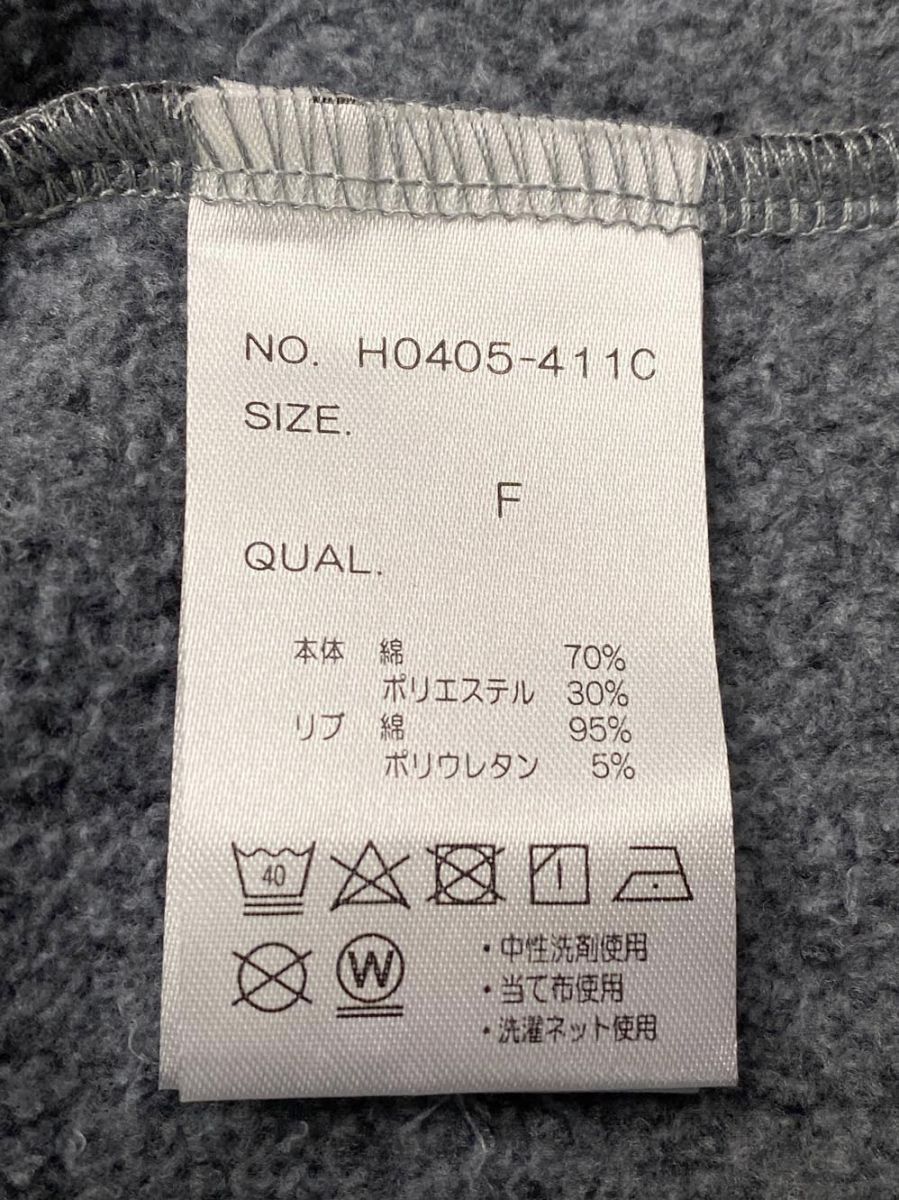 NO. H0405-411C
SIZE.
F
QUAL.
本体 綿 70%
ポリエステル 30%
リブ 綿 95%
ポリウレタン 5%
40
W
・中性洗剤使用
・当て布使用
・洗濯ネット使用